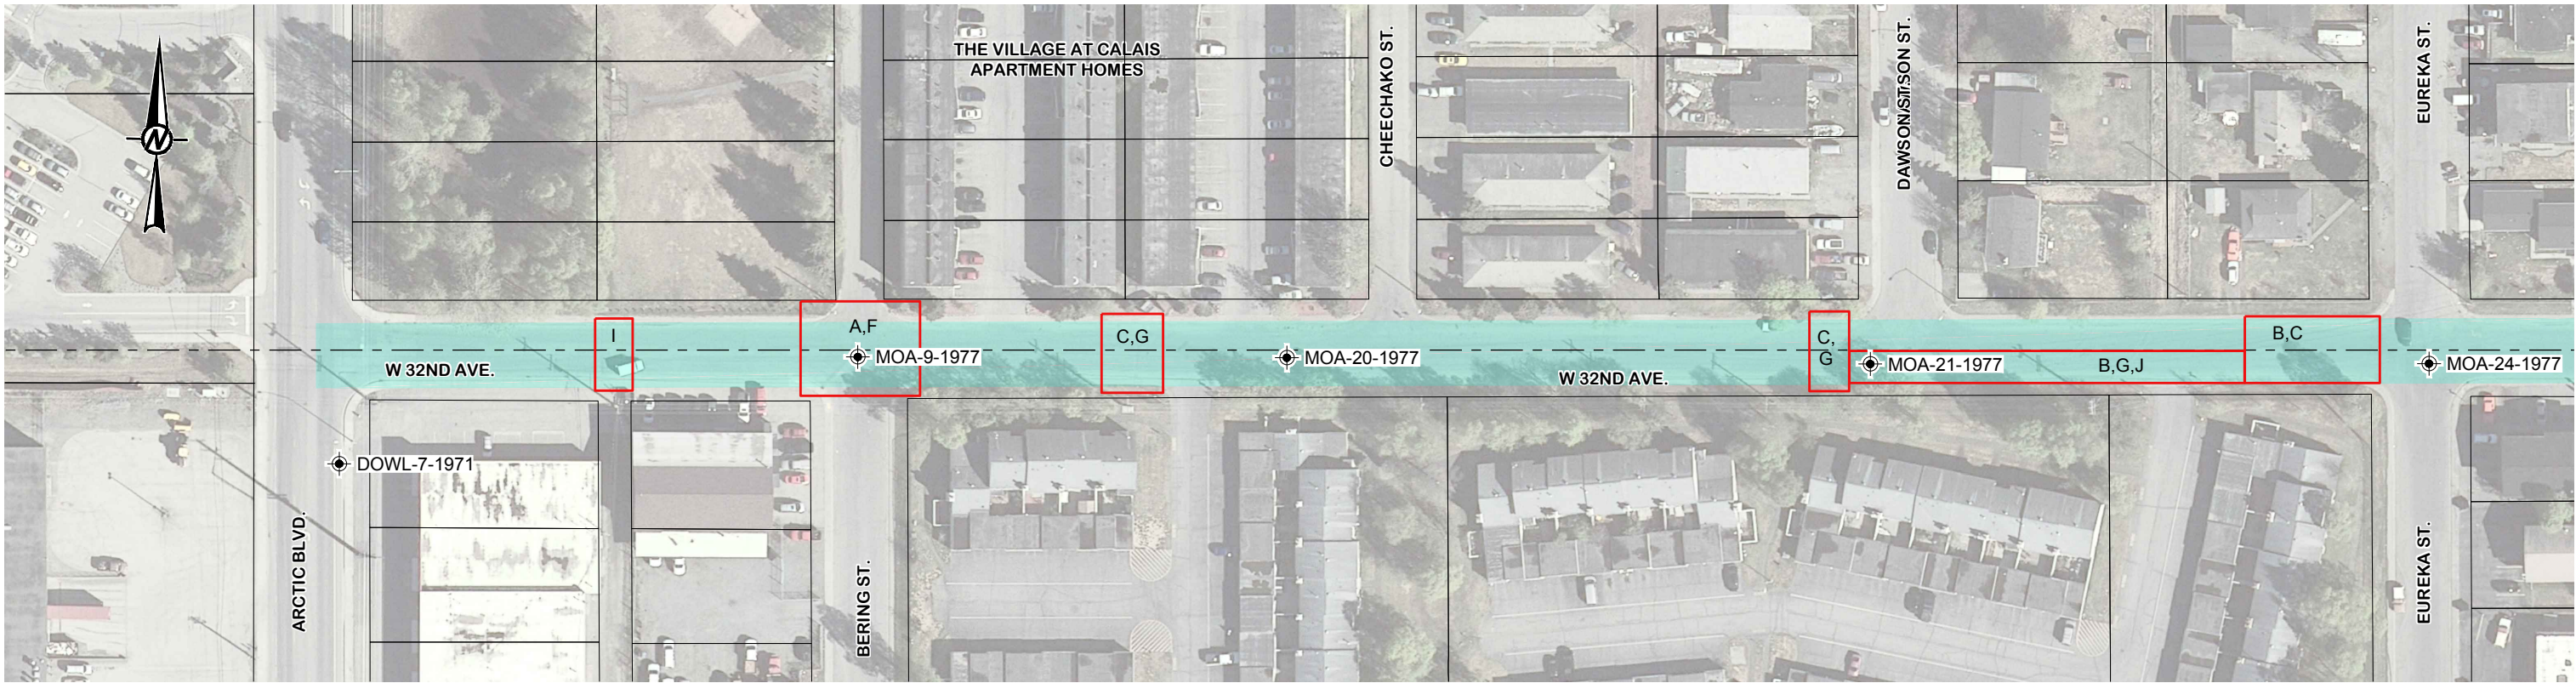 THE VILLAGE AT CALAIS
APARTMENT HOMES
CHEECHAKO ST.
DAWSON ST.
EUREKA ST.
N
I
A,F
C,G
C,
G
B,C
MOA-9-1977
MOA-20-1977
MOA-21-1977
B,G,J
MOA-24-1977
W 32ND AVE.
W 32ND AVE.
DOWL-7-1971
ARCTIC BLVD.
BERING ST.
EUREKA ST.